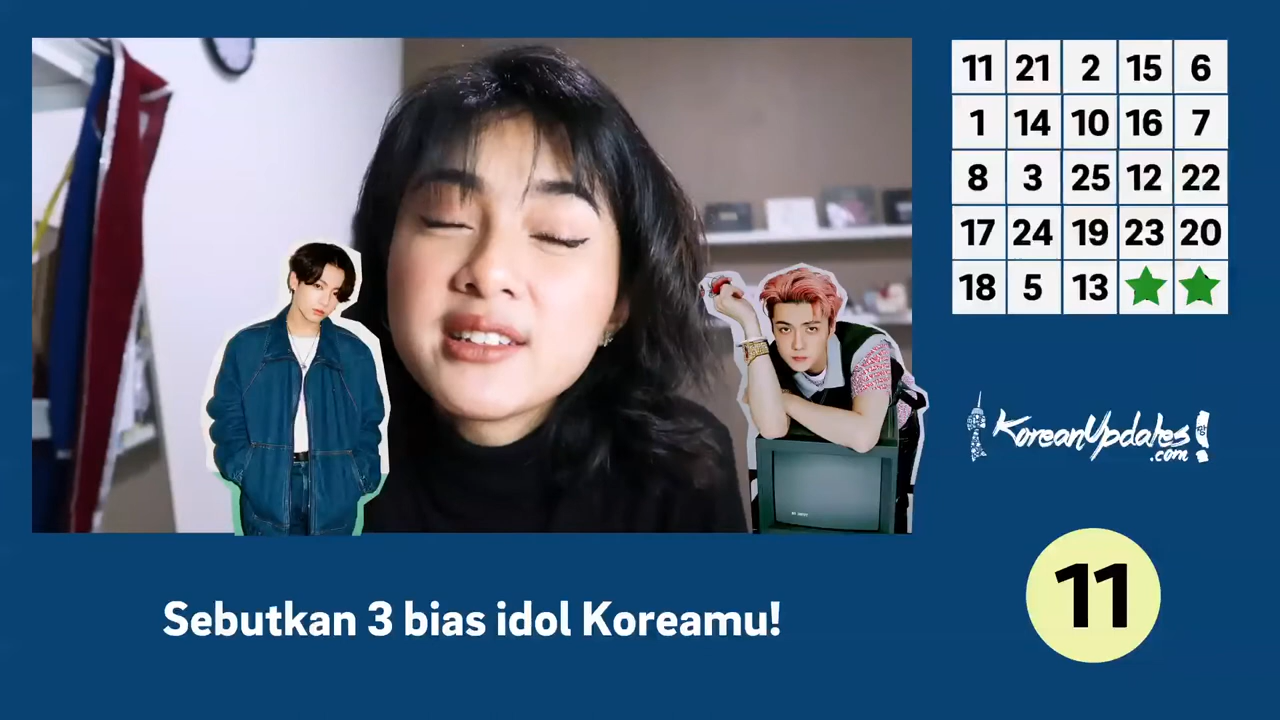 11 21 2 15 6
1 14 10 16 7
8 3 25 12 22
17 24 19 23 20
18 5 13
KoreanUpdates!
.com
11
Sebutkan 3 bias idol Koreamu!